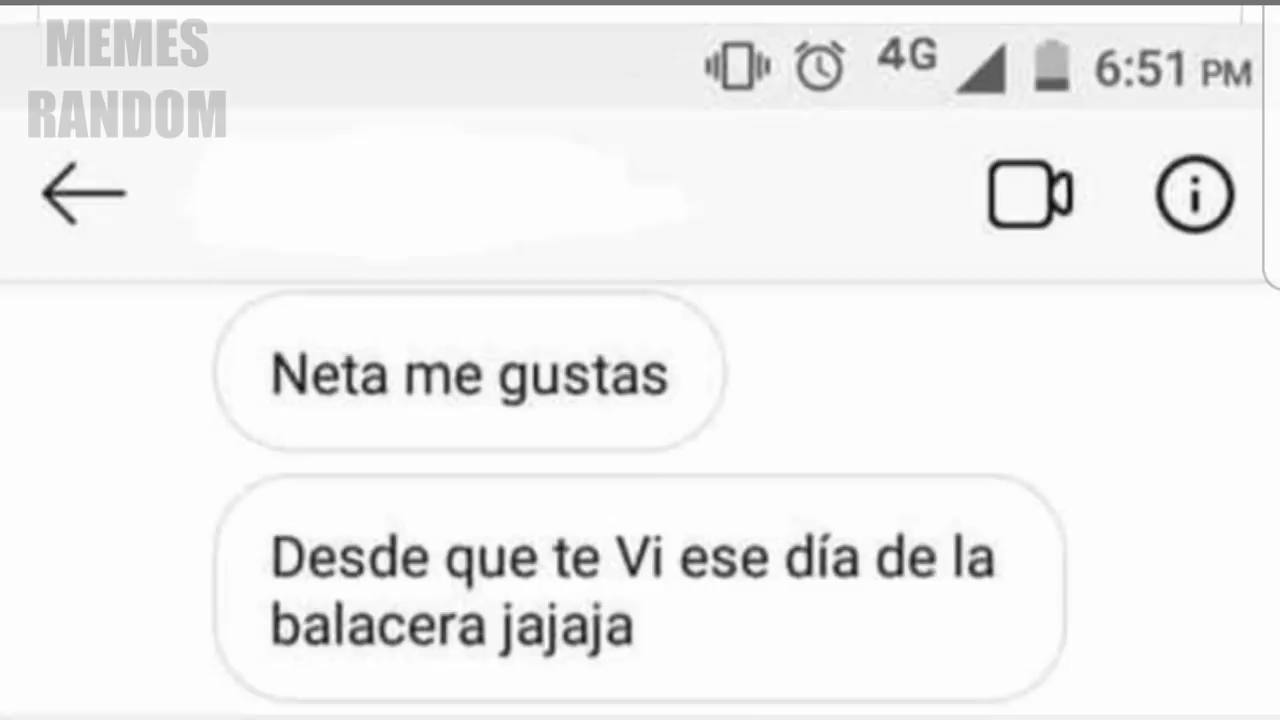 MEMES
RANDOM
4G
6:51 PM
Neta me gustas
Desde que te Vi ese día de la
balacera jajaja